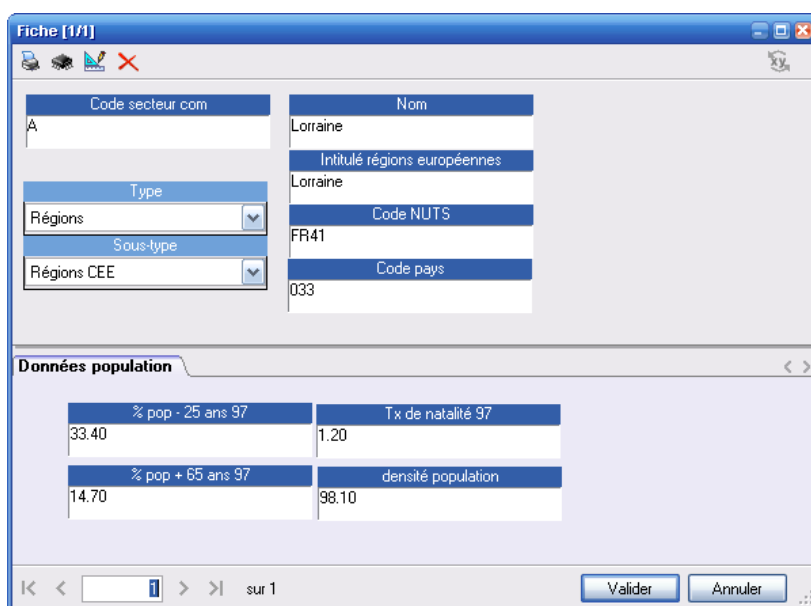 Fiche [1/1]
xy
Code secteur com
A
Nom
Lorraine
Intitulé régions européennes
Lorraine
Type
Régions
Code NUTS
FR41
Sous-type
Régions CEE
Code pays
033
Données population
% pop - 25 ans 97
33.40
Tx de natalité 97
1.20
% pop + 65 ans 97
14.70
densité population
98.10
1 sur 1
Valider
Annuler